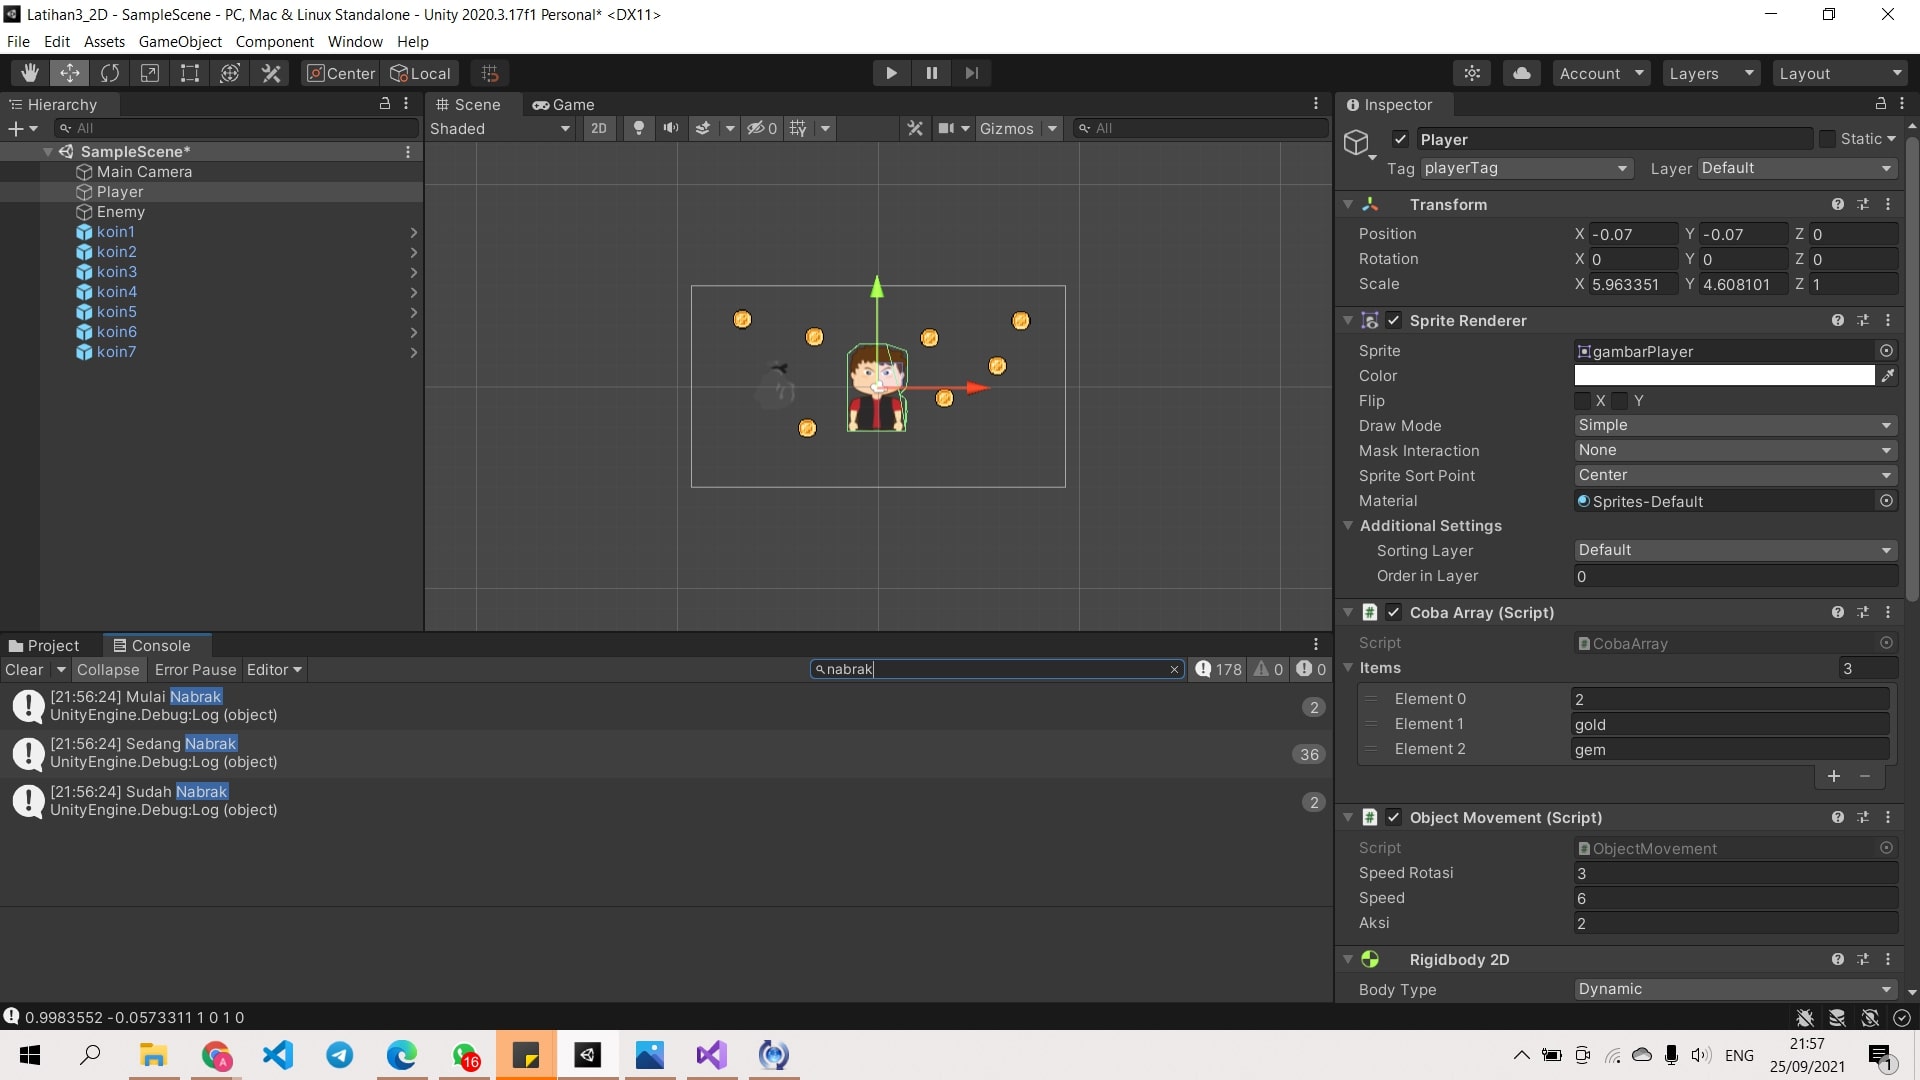 Latihan3_2D - SampleScene - PC, Mac & Linux Standalone - Unity 2020.3.17f1 Personal* <DX11>
File Edit Assets GameObject Component Window Help
Center Local Account Layers Layout
Hierarchy
All
SampleScene*
Main Camera
Player
Enemy
koin1
koin2
koin3
koin4
koin5
koin6
koin7
Scene Game
Shaded 2D 0 Gizmos All
Inspector
Player Static
Tag playerTag Layer Default
Transform
Position X -0.07 Y -0.07 Z 0
Rotation X 0 Y 0 Z 0
Scale X 5.963351 Y 4.608101 Z 1
Sprite Renderer
Sprite gambarPlayer
Color
Flip X Y
Draw Mode Simple
Mask Interaction None
Sprite Sort Point Center
Material Sprites-Default
Additional Settings
Sorting Layer Default
Order in Layer 0
Coba Array (Script)
Script CobaArray
Items 3
Element 0 2
Element 1 gold
Element 2 gem
Object Movement (Script)
Script ObjectMovement
Speed Rotasi 3
Speed 6
Aksi 2
Rigidbody 2D
Body Type Dynamic
Project Console
Clear Collapse Error Pause Editor nabrak 178 0 0
[21:56:24] Mulai Nabrak
UnityEngine.Debug:Log (object)
2
[21:56:24] Sedang Nabrak
UnityEngine.Debug:Log (object)
36
[21:56:24] Sudah Nabrak
UnityEngine.Debug:Log (object)
2
0.9983552 -0.0573311 1 0 1 0
16
ENG
21:57
25/09/2021
1